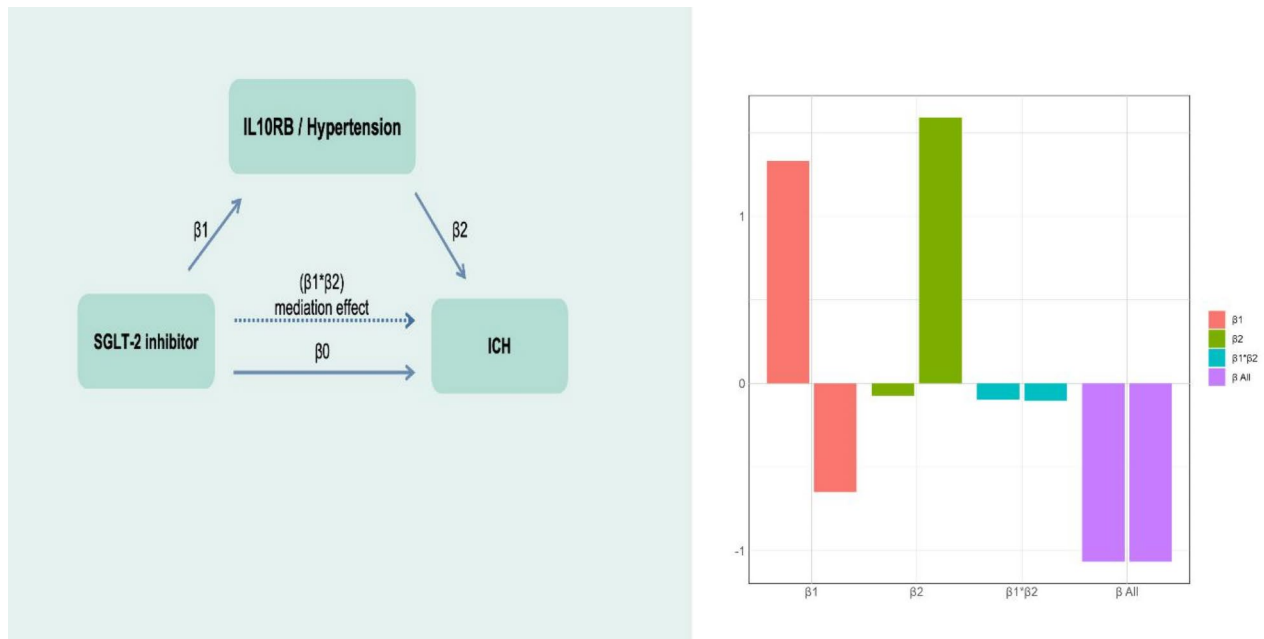 IL10RB / Hypertension
β1
β2
(β1*β2)
mediation effect
SGLT-2 inhibitor
β0
ICH
1
0
-1
β1
β2
β1*β2
β All
β1
β2
β1*β2
β All